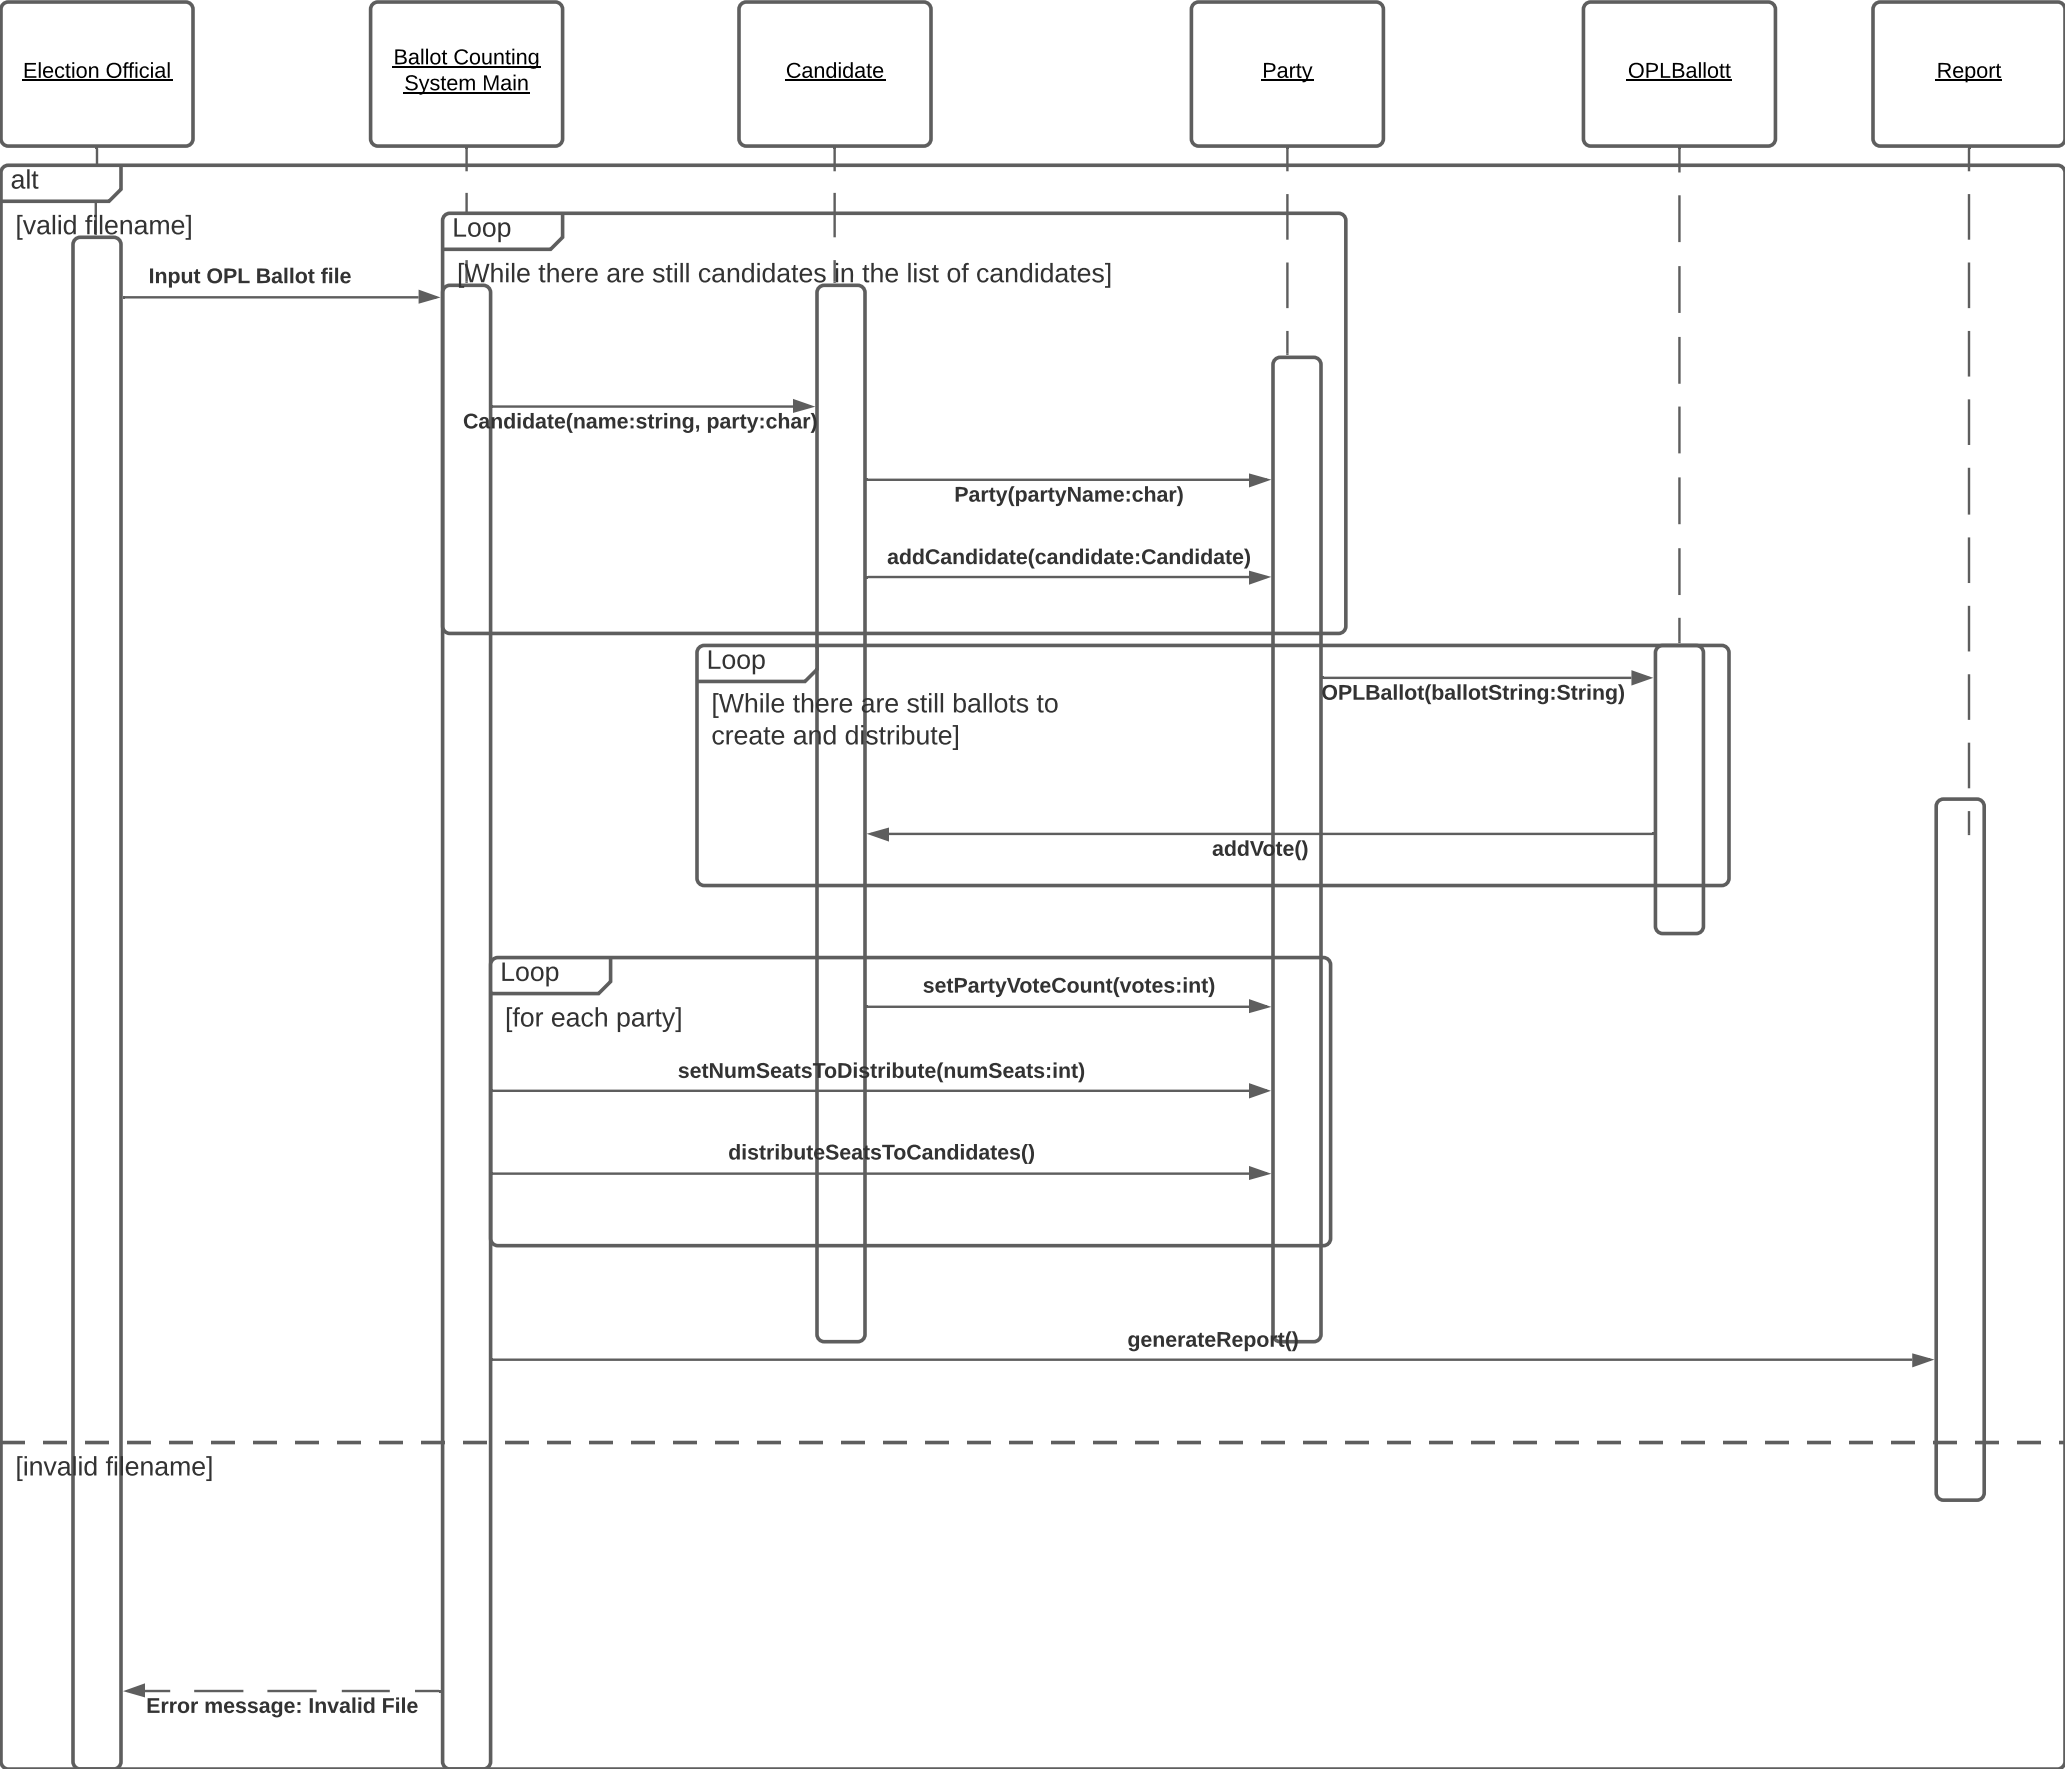 Election Official
Ballot Counting
System Main
Candidate
Party
OPLBallott
Report
alt
[valid filename]
Loop
[While there are still candidates in the list of candidates]
Input OPL Ballot file
Candidate(name:string, party:char)
Party(partyName:char)
addCandidate(candidate:Candidate)
Loop
[While there are still ballots to
create and distribute]
OPLBallot(ballotString:String)
addVote()
Loop
[for each party]
setPartyVoteCount(votes:int)
setNumSeatsToDistribute(numSeats:int)
distributeSeatsToCandidates()
generateReport()
[invalid filename]
Error message: Invalid File